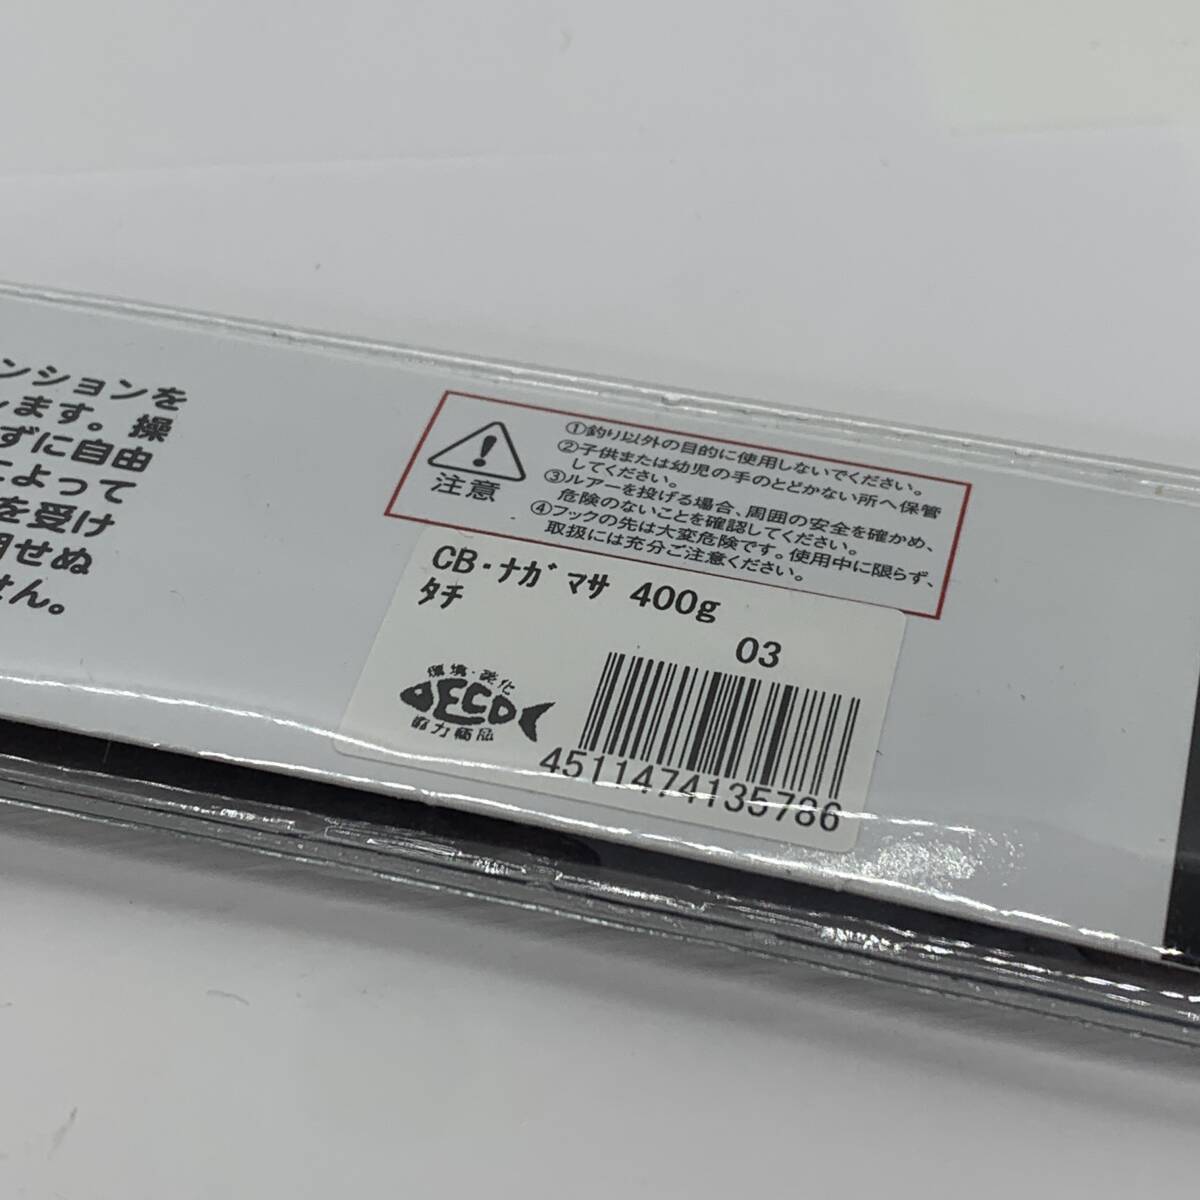 ンションを
します。操
ずに自由
によって
を受け
せぬ
せん。
注意
①釣り以外の目的に使用しないでください。
②子供または幼児の手のとどかない所へ保管
してください。
③ルアーを投げる場合、周囲の安全を確かめ、
危険のないことを確認してください。
④フックの先は大変危険です。使用中に限らず、
取扱には充分ご注意ください。
CB・ナガマサ 400g
タチ
03
環境・美化
ECO
協力商品
4511474135786